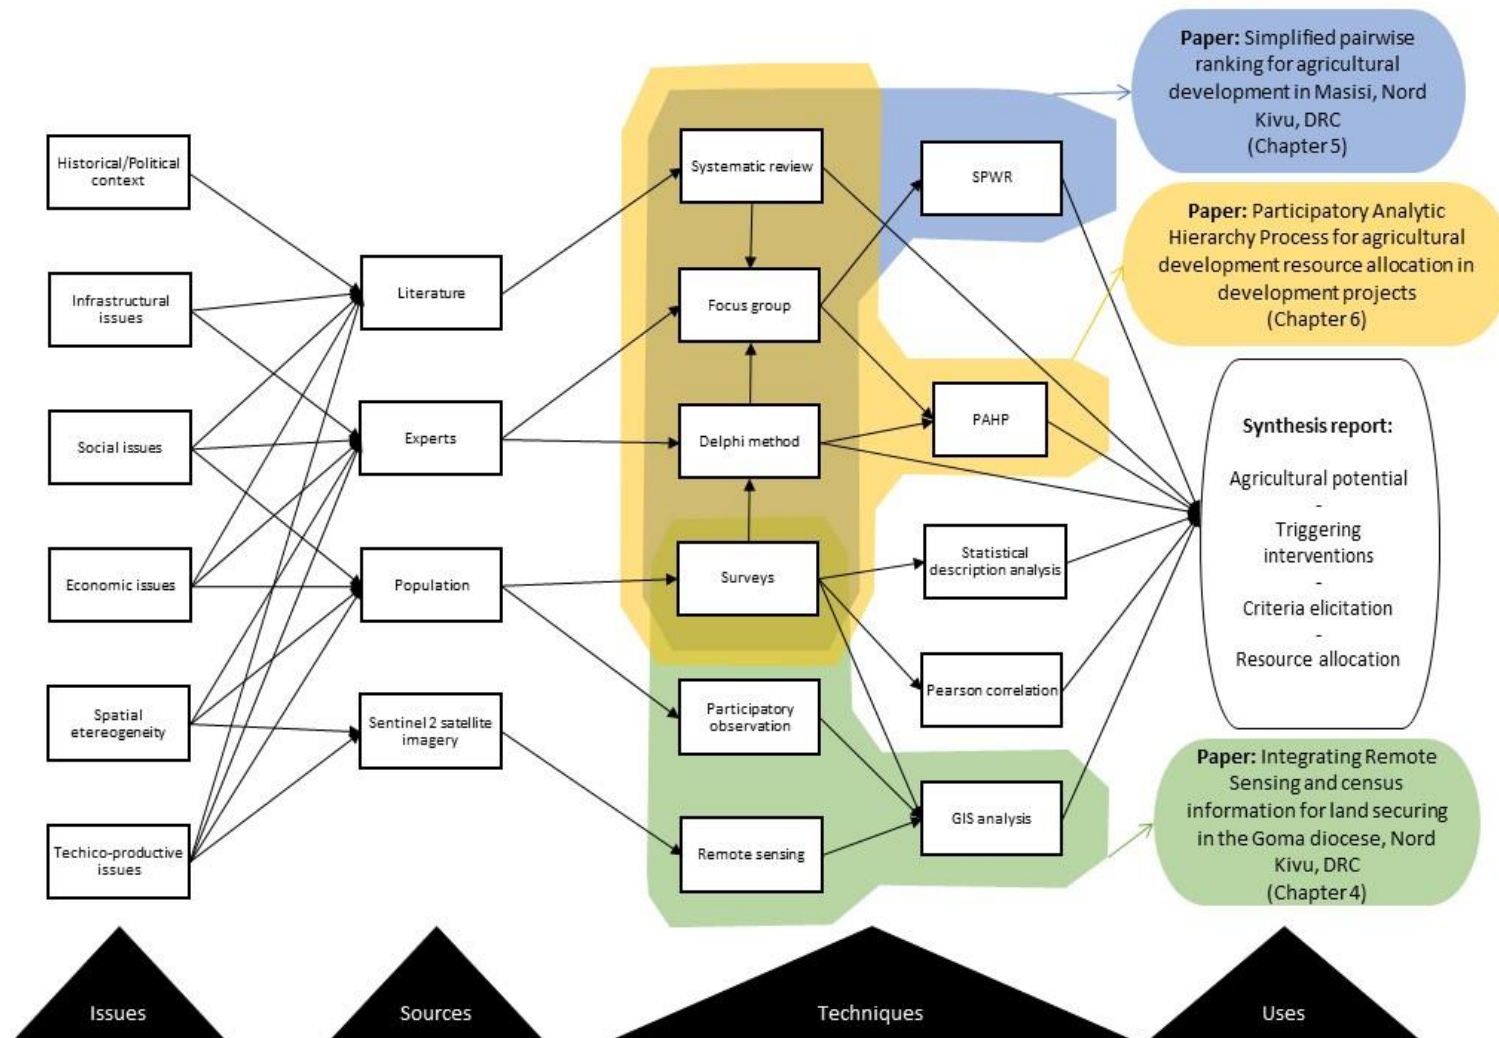 Historical/Political
context
Infrastructural
issues
Social issues
Economic issues
Spatial
etereogeneity
Techico-productive
issues
Literature
Experts
Population
Sentinel 2 satellite
imagery
Systematic review
Focus group
Delphi method
Surveys
Participatory
observation
Remote sensing
SPWR
PAHP
Statistical
description analysis
Pearson correlation
GIS analysis
Paper: Simplified pairwise
ranking for agricultural
development in Masisi, Nord
Kivu, DRC
(Chapter 5)
Paper: Participatory Analytic
Hierarchy Process for agricultural
development resource allocation in
development projects
(Chapter 6)
Synthesis report:
Agricultural potential
-
Triggering
interventions
-
Criteria elicitation
-
Resource allocation
Paper: Integrating Remote
Sensing and census
information for land securing
in the Goma diocese, Nord
Kivu, DRC
(Chapter 4)
Issues
Sources
Techniques
Uses